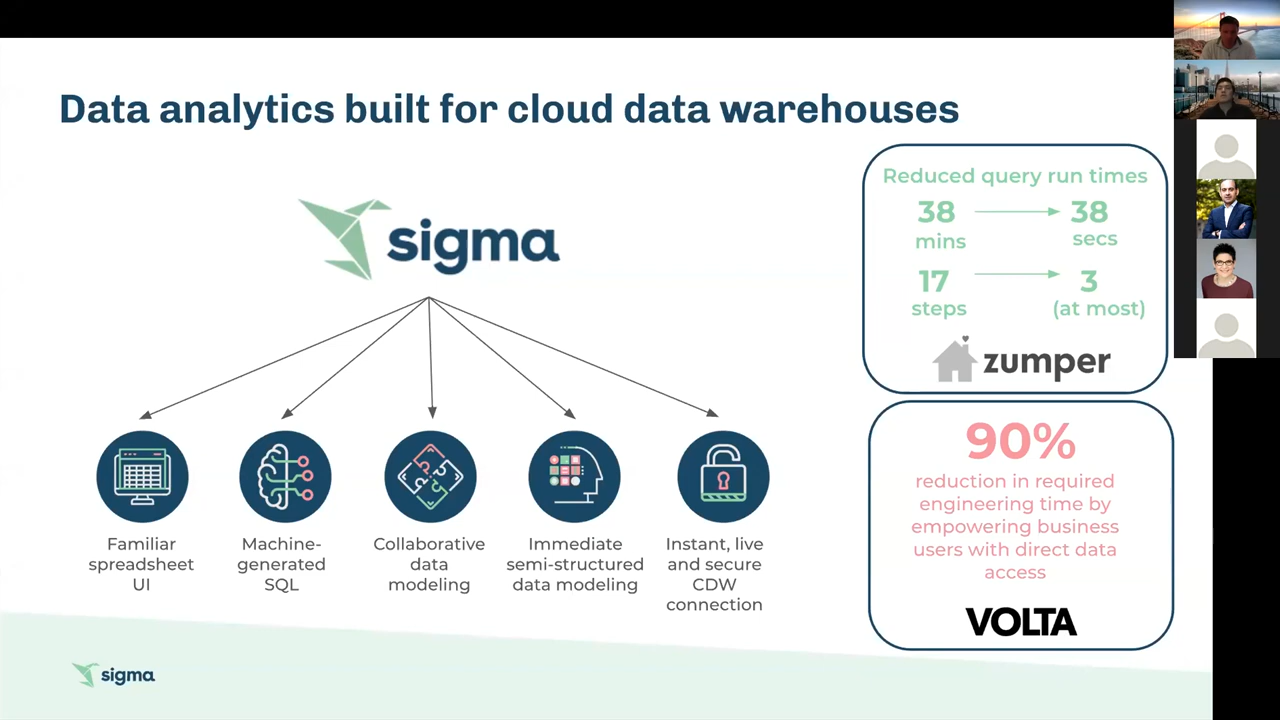 Data analytics built for cloud data warehouses
sigma
Familiar
spreadsheet
UI
Machine-
generated
SQL
Collaborative
data
modeling
Immediate
semi-structured
data modeling
Instant, live
and secure
CDW
connection
Reduced query run times
38 38
mins secs
17 3
steps (at most)
zumper
90%
reduction in required
engineering time by
empowering business
users with direct data
access
VOLTA
sigma